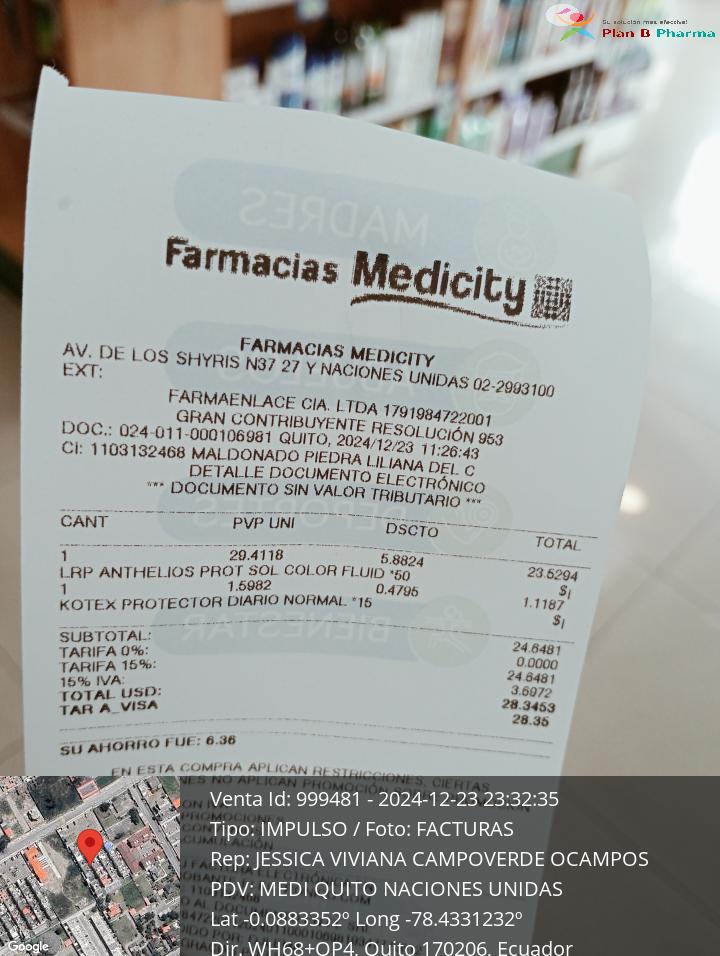 Su solución más efectiva!
Plan B Pharma
MADRES
Farmacias Medicity
FARMACIAS MEDICITY
AV. DE LOS SHYRIS N37 27 Y NACIONES UNIDAS 02-2993100
EXT:
FARMAENLACE CIA. LTDA 1791984722001
GRAN CONTRIBUYENTE RESOLUCIÓN 953
DOC.: 024-011-000106981 QUITO, 2024/12/23 11:26:43
CI: 1103132468 MALDONADO PIEDRA LILIANA DEL C
DETALLE DOCUMENTO ELECTRÓNICO
*** DOCUMENTO SIN VALOR TRIBUTARIO ***
DEPORTES
CANT PVP UNI DSCTO TOTAL
1 29.4118 5.8824 23.5294
LRP ANTHELIOS PROT SOL COLOR FLUID *50 $¡
1 1.5982 0.4795 1.1187
KOTEX PROTECTOR DIARIO NORMAL *15 $¡
BIENESTAR
SUBTOTAL: 24.6481
TARIFA 0%: 0.0000
TARIFA 15%: 24.6481
15% IVA: 3.6972
TOTAL USD: 28.3453
TAR A_VISA 28.35
SU AHORRO FUE: 6.36
EN ESTA COMPRA APLICAN RESTRICCIONES, CIERTAS
NO APLICAN PROMOCIÓN
Venta Id: 999481 - 2024-12-23 23:32:35
Tipo: IMPULSO / Foto: FACTURAS
Rep: JESSICA VIVIANA CAMPOVERDE OCAMPOS
PDV: MEDI QUITO NACIONES UNIDAS
Lat -0.0883352º Long -78.4331232º
Dir. WH68+QP4, Quito 170206, Ecuador
Google